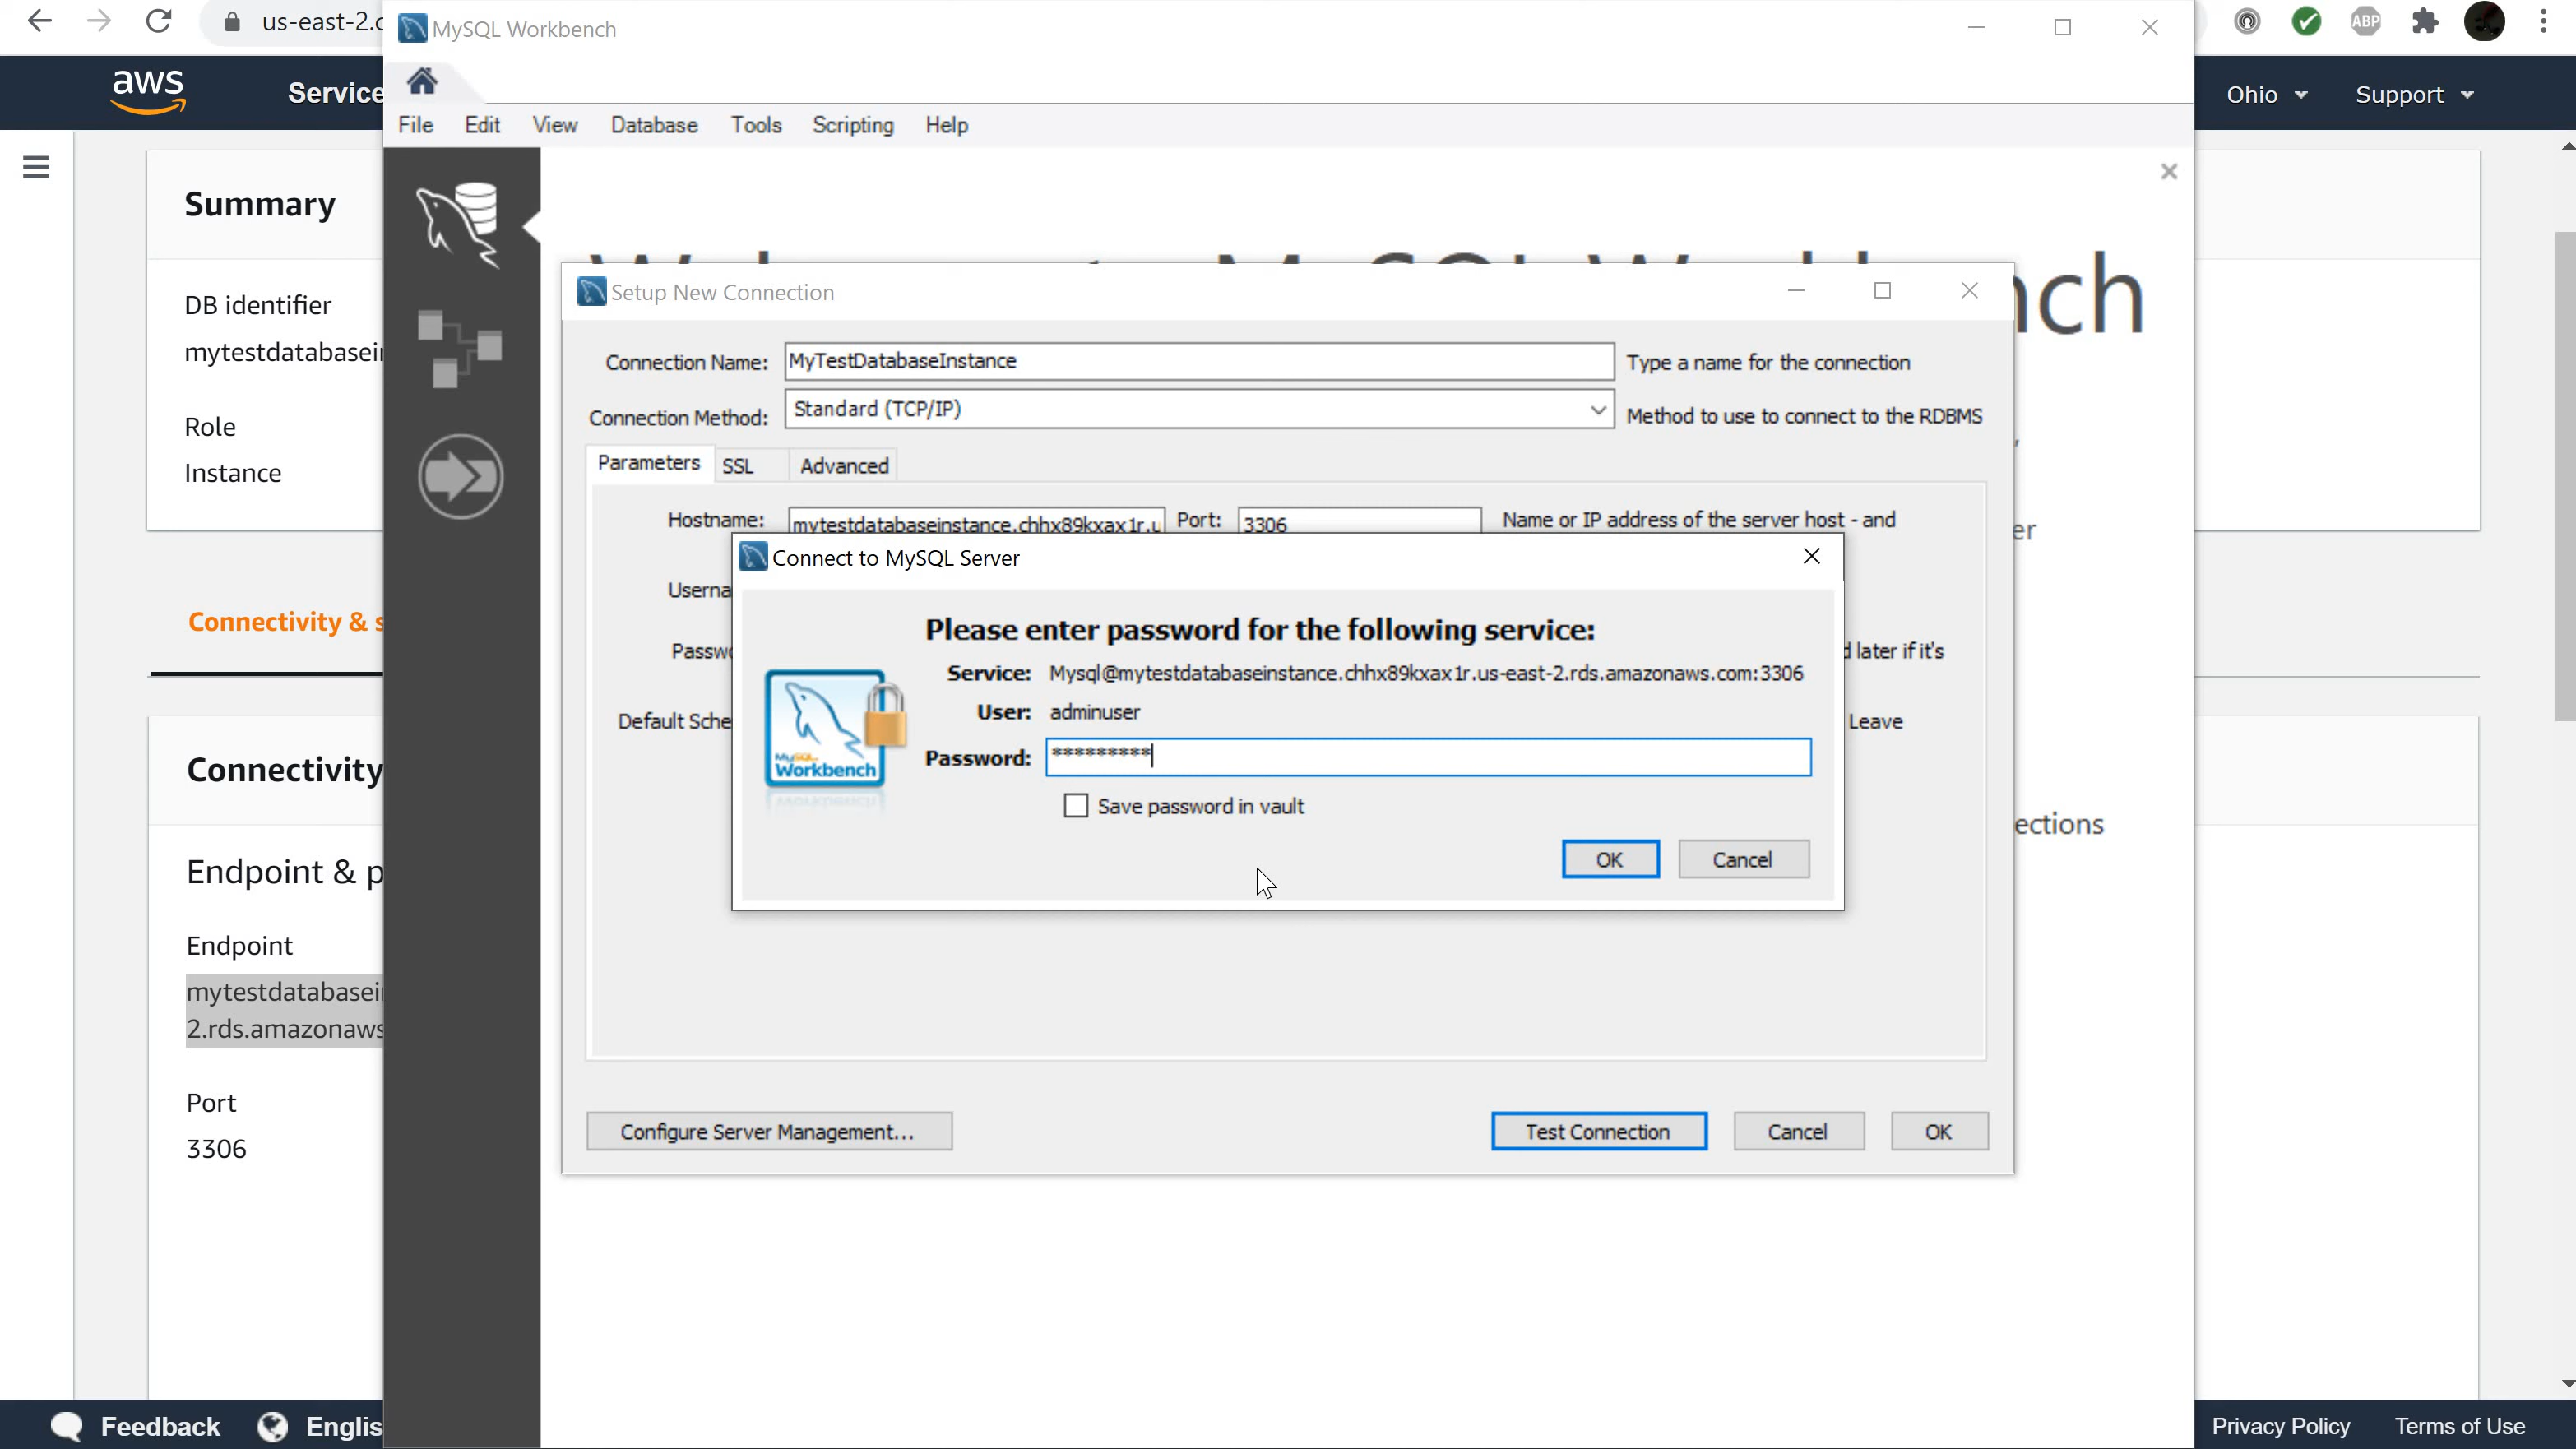 us-east-2.c
MySQL Workbench
ABP
aws
Service
Ohio
Support
File Edit View Database Tools Scripting Help
Summary
DB identifier
mytestdatabasei
Role
Instance
Setup New Connection
nch
Connection Name: MyTestDatabaseInstance Type a name for the connection
Connection Method: Standard (TCP/IP) Method to use to connect to the RDBMS
Parameters SSL Advanced
Hostname: mytestdatabaseinstance.chhx89kxax1r.u Port: 3306 Name or IP address of the server host - and
er
Connect to MySQL Server
Userna
Connectivity & s
Please enter password for the following service:
Passwo
d later if it's
Service: Mysql@mytestdatabaseinstance.chhx89kxax1r.us-east-2.rds.amazonaws.com:3306
User: adminuser
Default Sche
Leave
Password: *********
MySQL Workbench
Save password in vault
OK Cancel
ections
Connectivity
Endpoint & p
Endpoint
mytestdatabasei
2.rds.amazonaws
Port
3306
Configure Server Management... Test Connection Cancel OK
Feedback
Englis
Privacy Policy
Terms of Use